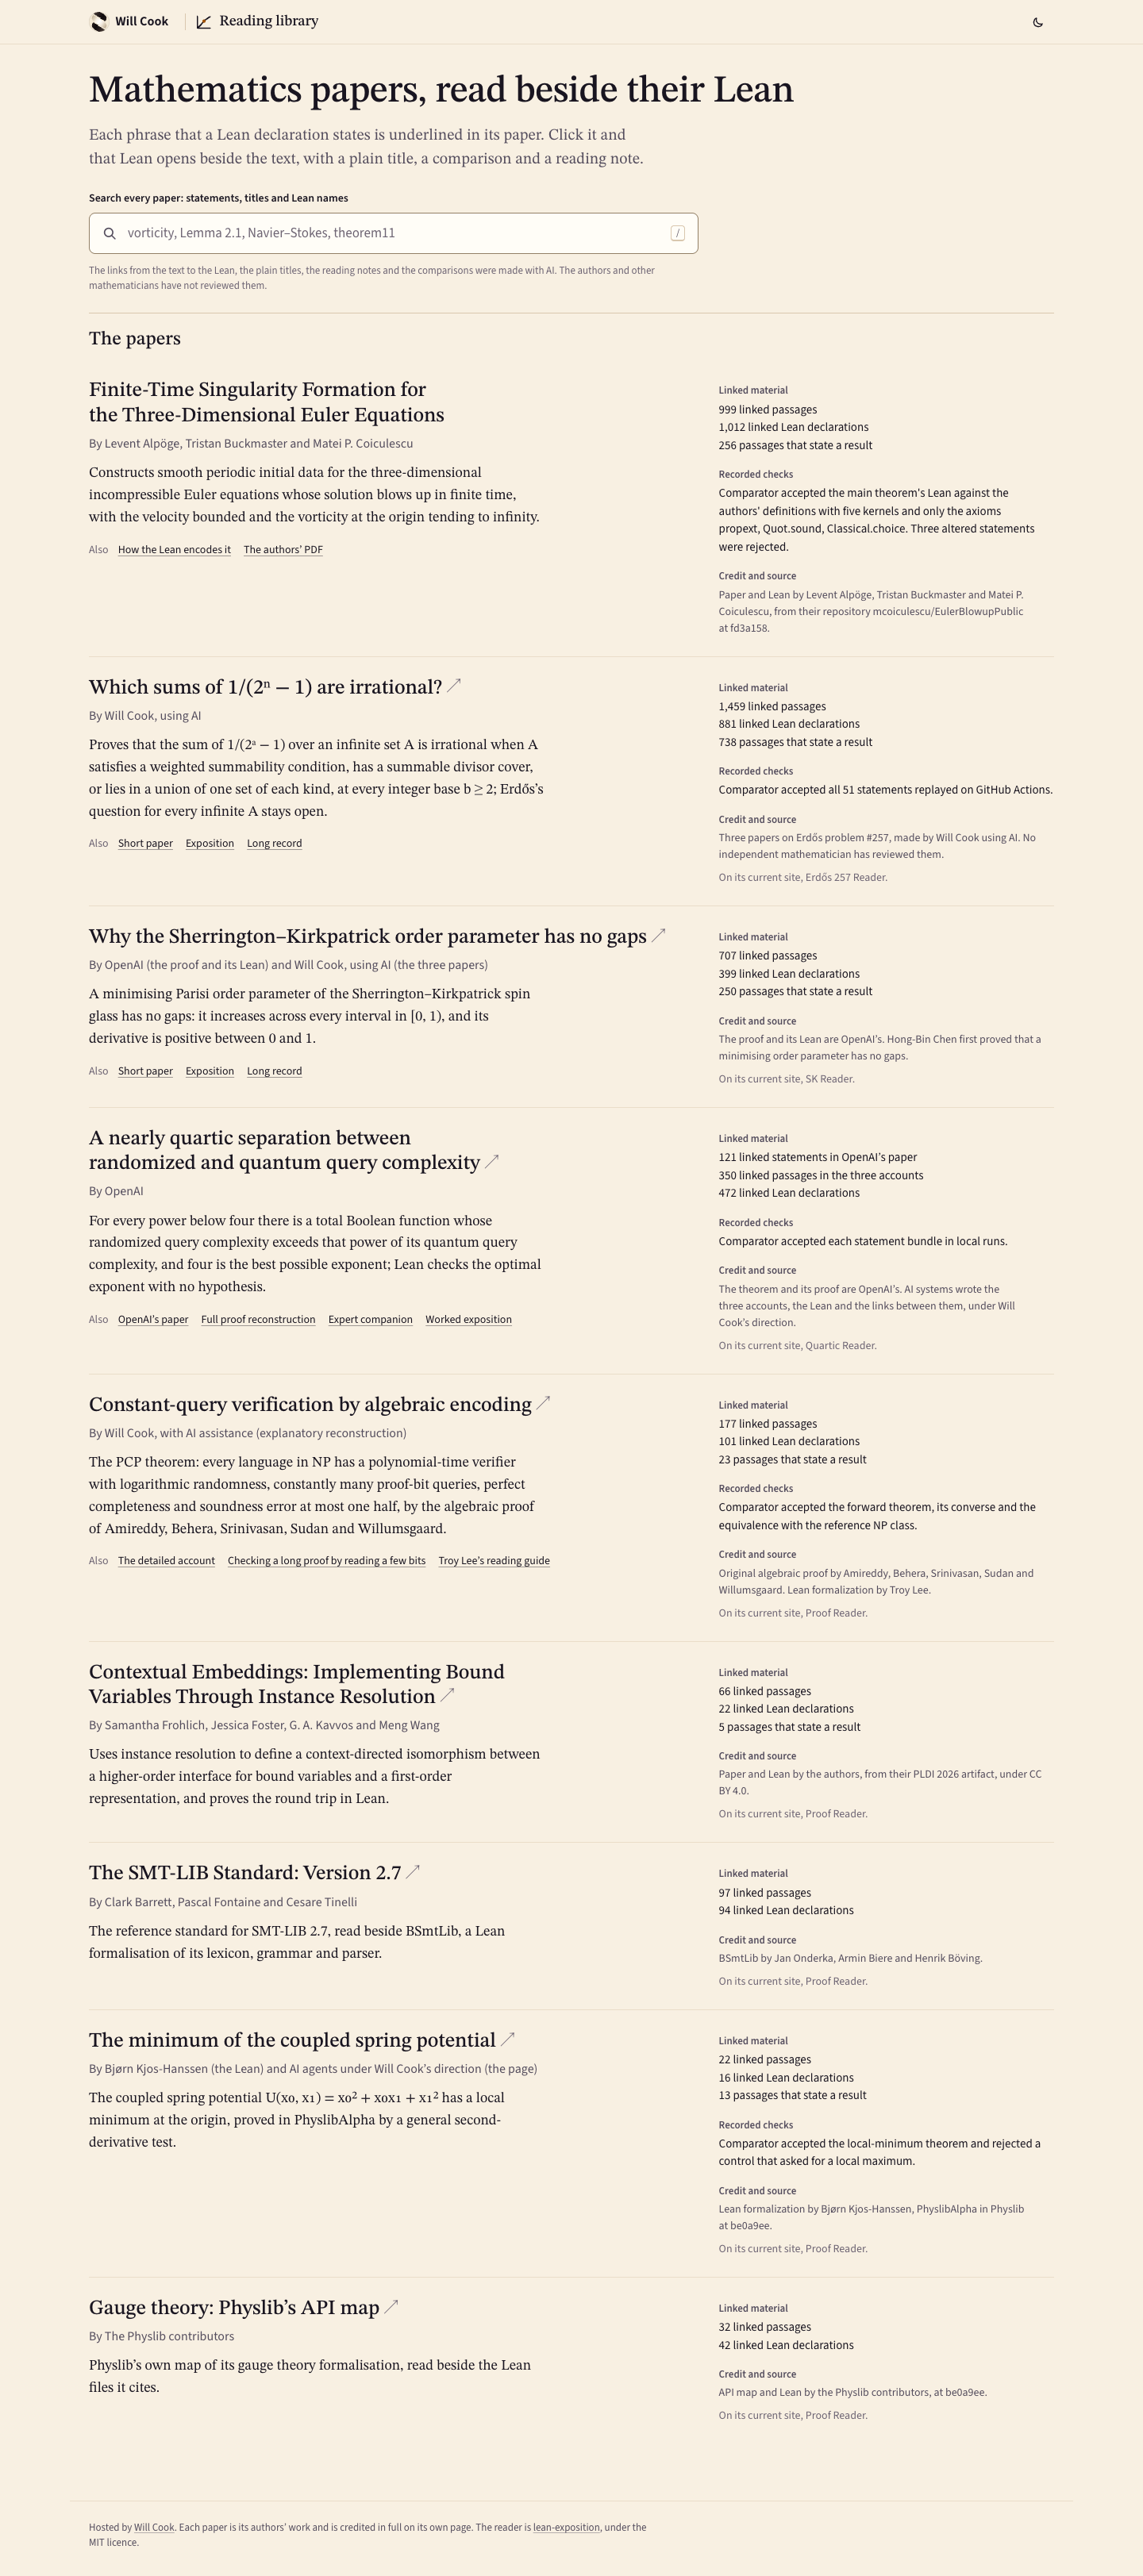 Will Cook
Reading library
Mathematics papers, read beside their Lean
Each phrase that a Lean declaration states is underlined in its paper. Click it and
that Lean opens beside the text, with a plain title, a comparison and a reading note.
Search every paper: statements, titles and Lean names
vorticity, Lemma 2.1, Navier–Stokes, theorem11
/
The links from the text to the Lean, the plain titles, the reading notes and the comparisons were made with AI. The authors and other
mathematicians have not reviewed them.
The papers
Finite-Time Singularity Formation for
the Three-Dimensional Euler Equations
By Levent Alpöge, Tristan Buckmaster and Matei P. Coiculescu
Constructs smooth periodic initial data for the three-dimensional
incompressible Euler equations whose solution blows up in finite time,
with the velocity bounded and the vorticity at the origin tending to infinity.
Also How the Lean encodes it The authors’ PDF
Linked material
999 linked passages
1,012 linked Lean declarations
256 passages that state a result
Recorded checks
Comparator accepted the main theorem's Lean against the
authors' definitions with five kernels and only the axioms
propext, Quot.sound, Classical.choice. Three altered statements
were rejected.
Credit and source
Paper and Lean by Levent Alpöge, Tristan Buckmaster and Matei P.
Coiculescu, from their repository mcoiculescu/EulerBlowupPublic
at fd3a158.
Which sums of 1/(2ⁿ − 1) are irrational? ↗
By Will Cook, using AI
Proves that the sum of 1/(2ᵃ − 1) over an infinite set A is irrational when A
satisfies a weighted summability condition, has a summable divisor cover,
or lies in a union of one set of each kind, at every integer base b ≥ 2; Erdős’s
question for every infinite A stays open.
Also Short paper Exposition Long record
Linked material
1,459 linked passages
881 linked Lean declarations
738 passages that state a result
Recorded checks
Comparator accepted all 51 statements replayed on GitHub Actions.
Credit and source
Three papers on Erdős problem #257, made by Will Cook using AI. No
independent mathematician has reviewed them.
On its current site, Erdős 257 Reader.
Why the Sherrington–Kirkpatrick order parameter has no gaps ↗
By OpenAI (the proof and its Lean) and Will Cook, using AI (the three papers)
A minimising Parisi order parameter of the Sherrington–Kirkpatrick spin
glass has no gaps: it increases across every interval in [0, 1), and its
derivative is positive between 0 and 1.
Also Short paper Exposition Long record
Linked material
707 linked passages
399 linked Lean declarations
250 passages that state a result
Credit and source
The proof and its Lean are OpenAI’s. Hong-Bin Chen first proved that a
minimising order parameter has no gaps.
On its current site, SK Reader.
A nearly quartic separation between
randomized and quantum query complexity ↗
By OpenAI
For every power below four there is a total Boolean function whose
randomized query complexity exceeds that power of its quantum query
complexity, and four is the best possible exponent; Lean checks the optimal
exponent with no hypothesis.
Also OpenAI’s paper Full proof reconstruction Expert companion Worked exposition
Linked material
121 linked statements in OpenAI’s paper
350 linked passages in the three accounts
472 linked Lean declarations
Recorded checks
Comparator accepted each statement bundle in local runs.
Credit and source
The theorem and its proof are OpenAI’s. AI systems wrote the
three accounts, the Lean and the links between them, under Will
Cook’s direction.
On its current site, Quartic Reader.
Constant-query verification by algebraic encoding ↗
By Will Cook, with AI assistance (explanatory reconstruction)
The PCP theorem: every language in NP has a polynomial-time verifier
with logarithmic randomness, constantly many proof-bit queries, perfect
completeness and soundness error at most one half, by the algebraic proof
of Amireddy, Behera, Srinivasan, Sudan and Willumsgaard.
Also The detailed account Checking a long proof by reading a few bits Troy Lee’s reading guide
Linked material
177 linked passages
101 linked Lean declarations
23 passages that state a result
Recorded checks
Comparator accepted the forward theorem, its converse and the
equivalence with the reference NP class.
Credit and source
Original algebraic proof by Amireddy, Behera, Srinivasan, Sudan and
Willumsgaard. Lean formalization by Troy Lee.
On its current site, Proof Reader.
Contextual Embeddings: Implementing Bound
Variables Through Instance Resolution ↗
By Samantha Frohlich, Jessica Foster, G. A. Kavvos and Meng Wang
Uses instance resolution to define a context-directed isomorphism between
a higher-order interface for bound variables and a first-order
representation, and proves the round trip in Lean.
Linked material
66 linked passages
22 linked Lean declarations
5 passages that state a result
Credit and source
Paper and Lean by the authors, from their PLDI 2026 artifact, under CC
BY 4.0.
On its current site, Proof Reader.
The SMT-LIB Standard: Version 2.7 ↗
By Clark Barrett, Pascal Fontaine and Cesare Tinelli
The reference standard for SMT-LIB 2.7, read beside BSmtLib, a Lean
formalisation of its lexicon, grammar and parser.
Linked material
97 linked passages
94 linked Lean declarations
Credit and source
BSmtLib by Jan Onderka, Armin Biere and Henrik Böving.
On its current site, Proof Reader.
The minimum of the coupled spring potential ↗
By Bjørn Kjos-Hanssen (the Lean) and AI agents under Will Cook’s direction (the page)
The coupled spring potential U(x₀, x₁) = x₀² + x₀x₁ + x₁² has a local
minimum at the origin, proved in PhyslibAlpha by a general second-
derivative test.
Linked material
22 linked passages
16 linked Lean declarations
13 passages that state a result
Recorded checks
Comparator accepted the local-minimum theorem and rejected a
control that asked for a local maximum.
Credit and source
Lean formalization by Bjørn Kjos-Hanssen, PhyslibAlpha in Physlib
at be0a9ee.
On its current site, Proof Reader.
Gauge theory: Physlib’s API map ↗
By The Physlib contributors
Physlib’s own map of its gauge theory formalisation, read beside the Lean
files it cites.
Linked material
32 linked passages
42 linked Lean declarations
Credit and source
API map and Lean by the Physlib contributors, at be0a9ee.
On its current site, Proof Reader.
Hosted by Will Cook. Each paper is its authors’ work and is credited in full on its own page. The reader is lean-exposition, under the
MIT licence.